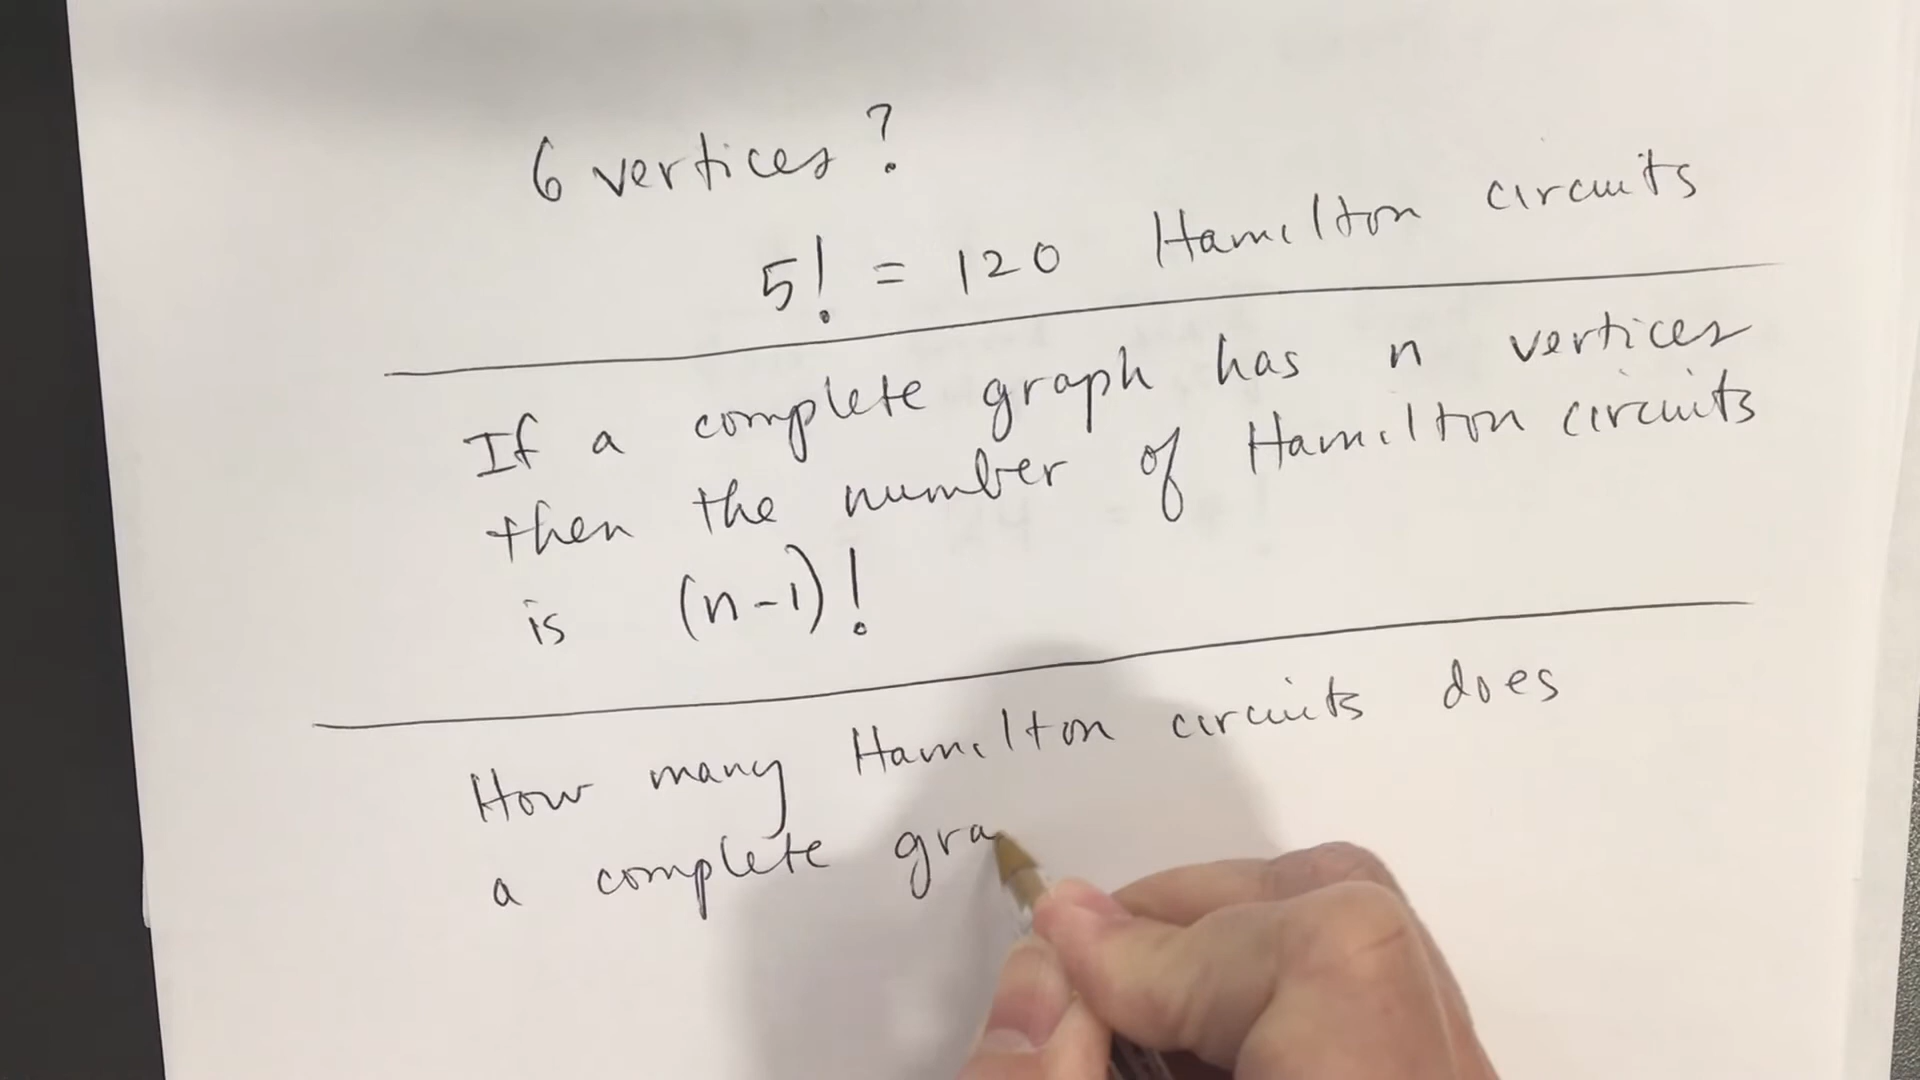 6 vertices?
5! = 120 Hamilton circuits
If a complete graph has n vertices
then the number of Hamilton circuits
is (n-1)!
How many Hamilton circuits does
a complete gra